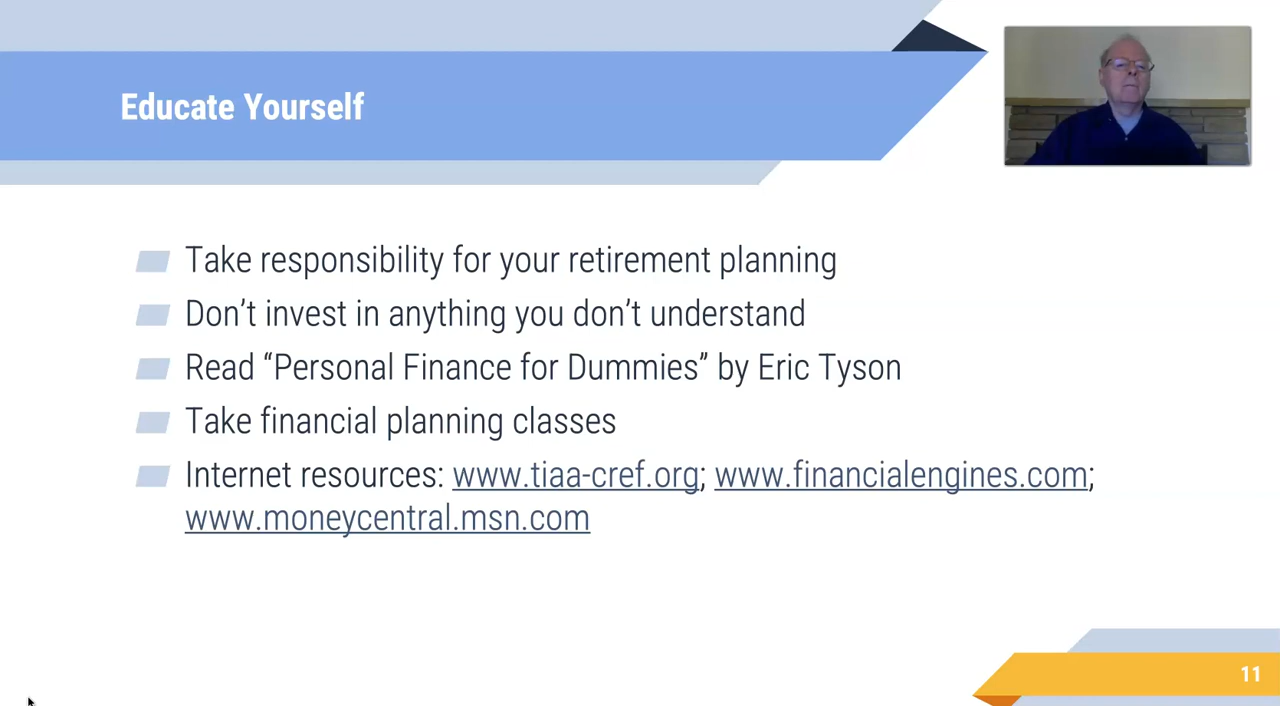 Educate Yourself
Take responsibility for your retirement planning
Don’t invest in anything you don’t understand
Read “Personal Finance for Dummies” by Eric Tyson
Take financial planning classes
Internet resources: www.tiaa-cref.org; www.financialengines.com;
www.moneycentral.msn.com
11